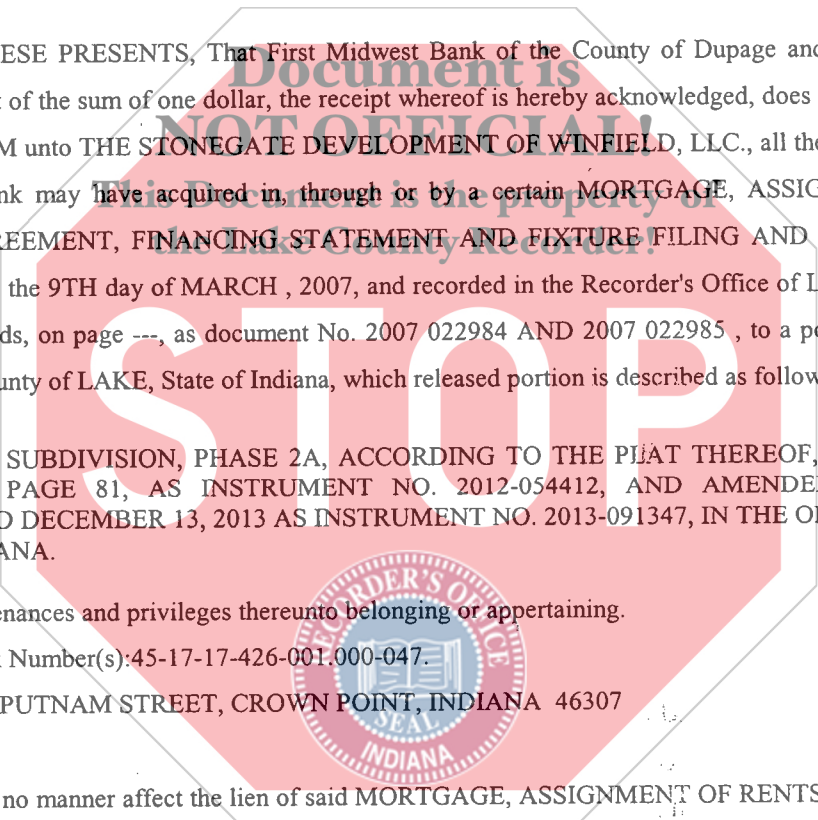 ESE PRESENTS, That First Midwest Bank of the County of Dupage and
Document is
of the sum of one dollar, the receipt whereof is hereby acknowledged, does
NOT OFFICIAL!
M unto THE STONEGATE DEVELOPMENT OF WINFIELD, LLC., all the
This Document is the property of
nk may have acquired in, through or by a certain MORTGAGE, ASSIG
the Lake County Recorder!
REEMENT, FINANCING STATEMENT AND FIXTURE FILING AND
the 9TH day of MARCH , 2007, and recorded in the Recorder's Office of L
ds, on page ---, as document No. 2007 022984 AND 2007 022985 , to a po
unty of LAKE, State of Indiana, which released portion is described as follow
STOP
SUBDIVISION, PHASE 2A, ACCORDING TO THE PLAT THEREOF,
PAGE 81, AS INSTRUMENT NO. 2012-054412, AND AMENDE
D DECEMBER 13, 2013 AS INSTRUMENT NO. 2013-091347, IN THE O
ANA.
enances and privileges thereunto belonging or appertaining.
Number(s):45-17-17-426-001.000-047.
PUTNAM STREET, CROWN POINT, INDIANA 46307
RECORDER'S OFFICE
SEAL
INDIANA
no manner affect the lien of said MORTGAGE, ASSIGNMENT OF RENTS